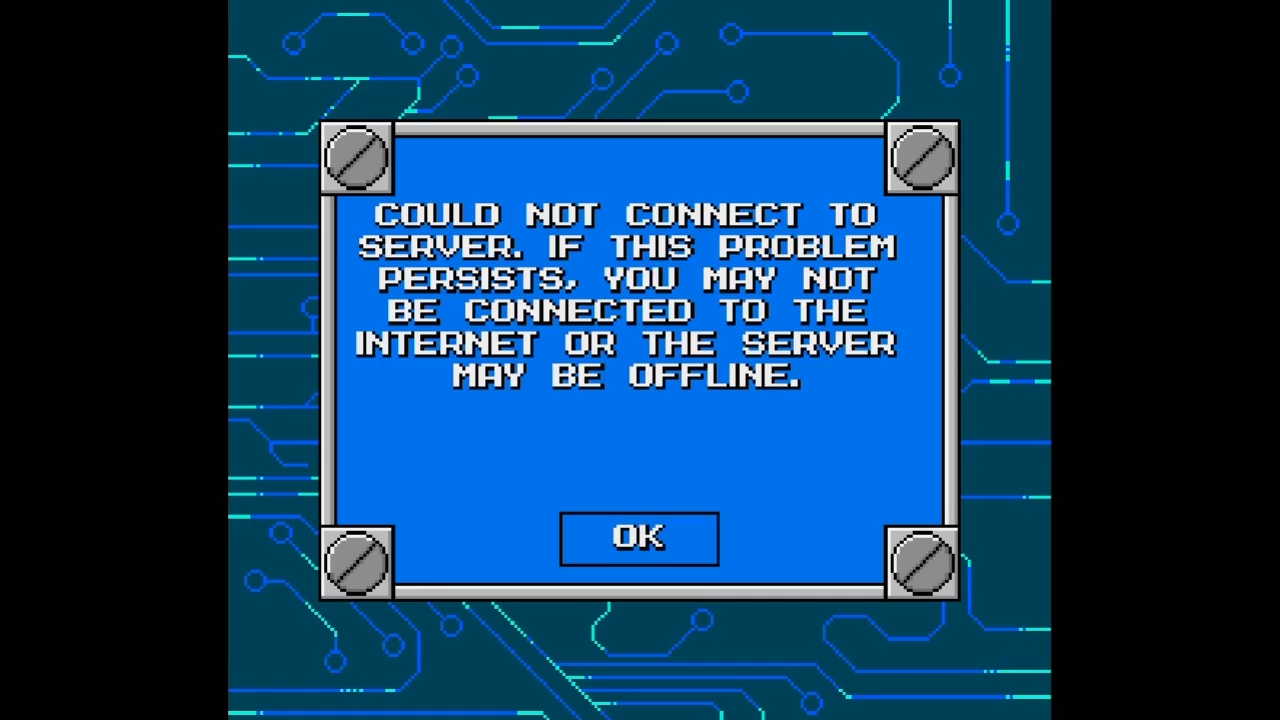 COULD NOT CONNECT TO
SERVER. IF THIS PROBLEM
PERSISTS, YOU MAY NOT
BE CONNECTED TO THE
INTERNET OR THE SERVER
MAY BE OFFLINE.
OK